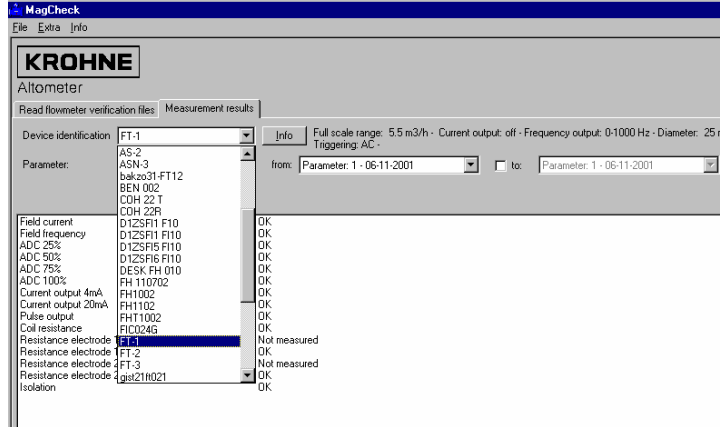 MagCheck
File Extra Info
KROHNE
Altometer
Read flowmeter verification files Measurement results
Device identification FT-1 Info Full scale range: 5.5 m3/h - Current output: off - Frequency output: 0-1000 Hz - Diameter: 25
Triggering: AC -
Parameter: from: Parameter: 1 - 06-11-2001 to: Parameter: 1 - 06-11-2001
AS-2
ASN-3
bakzo31-FT12
BEN 002
COH 22 T
COH 22R
Field current D1ZSFI1 F10 OK
Field frequency D1ZSFI1 FI10 OK
ADC 25% D1ZSFI5 FI10 OK
ADC 50% D1ZSFI6 FI10 OK
ADC 75% DESK FH 010 OK
ADC 100% FH 110702 OK
Current output 4mA FH1002 OK
Current output 20mA FH1102 OK
Pulse output FHT1002 OK
Coil resistance FIC024G OK
Resistance electrode FT-1 Not measured
Resistance electrode FT-2 OK
Resistance electrode FT-3 Not measured
Resistance electrode gist21ft021 OK
Isolation OK